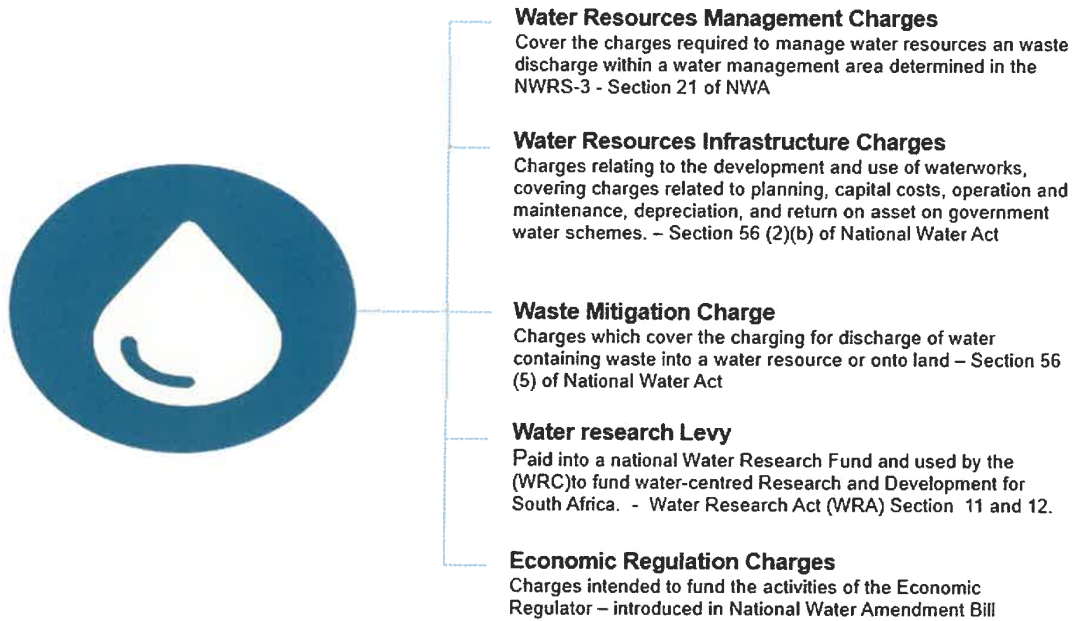 Water Resources Management Charges
Cover the charges required to manage water resources an waste
discharge within a water management area determined in the
NWRS-3 - Section 21 of NWA
Water Resources Infrastructure Charges
Charges relating to the development and use of waterworks,
covering charges related to planning, capital costs, operation and
maintenance, depreciation, and return on asset on government
water schemes. – Section 56 (2)(b) of National Water Act
Waste Mitigation Charge
Charges which cover the charging for discharge of water
containing waste into a water resource or onto land – Section 56
(5) of National Water Act
Water research Levy
Paid into a national Water Research Fund and used by the
(WRC)to fund water-centred Research and Development for
South Africa. - Water Research Act (WRA) Section 11 and 12.
Economic Regulation Charges
Charges intended to fund the activities of the Economic
Regulator – introduced in National Water Amendment Bill